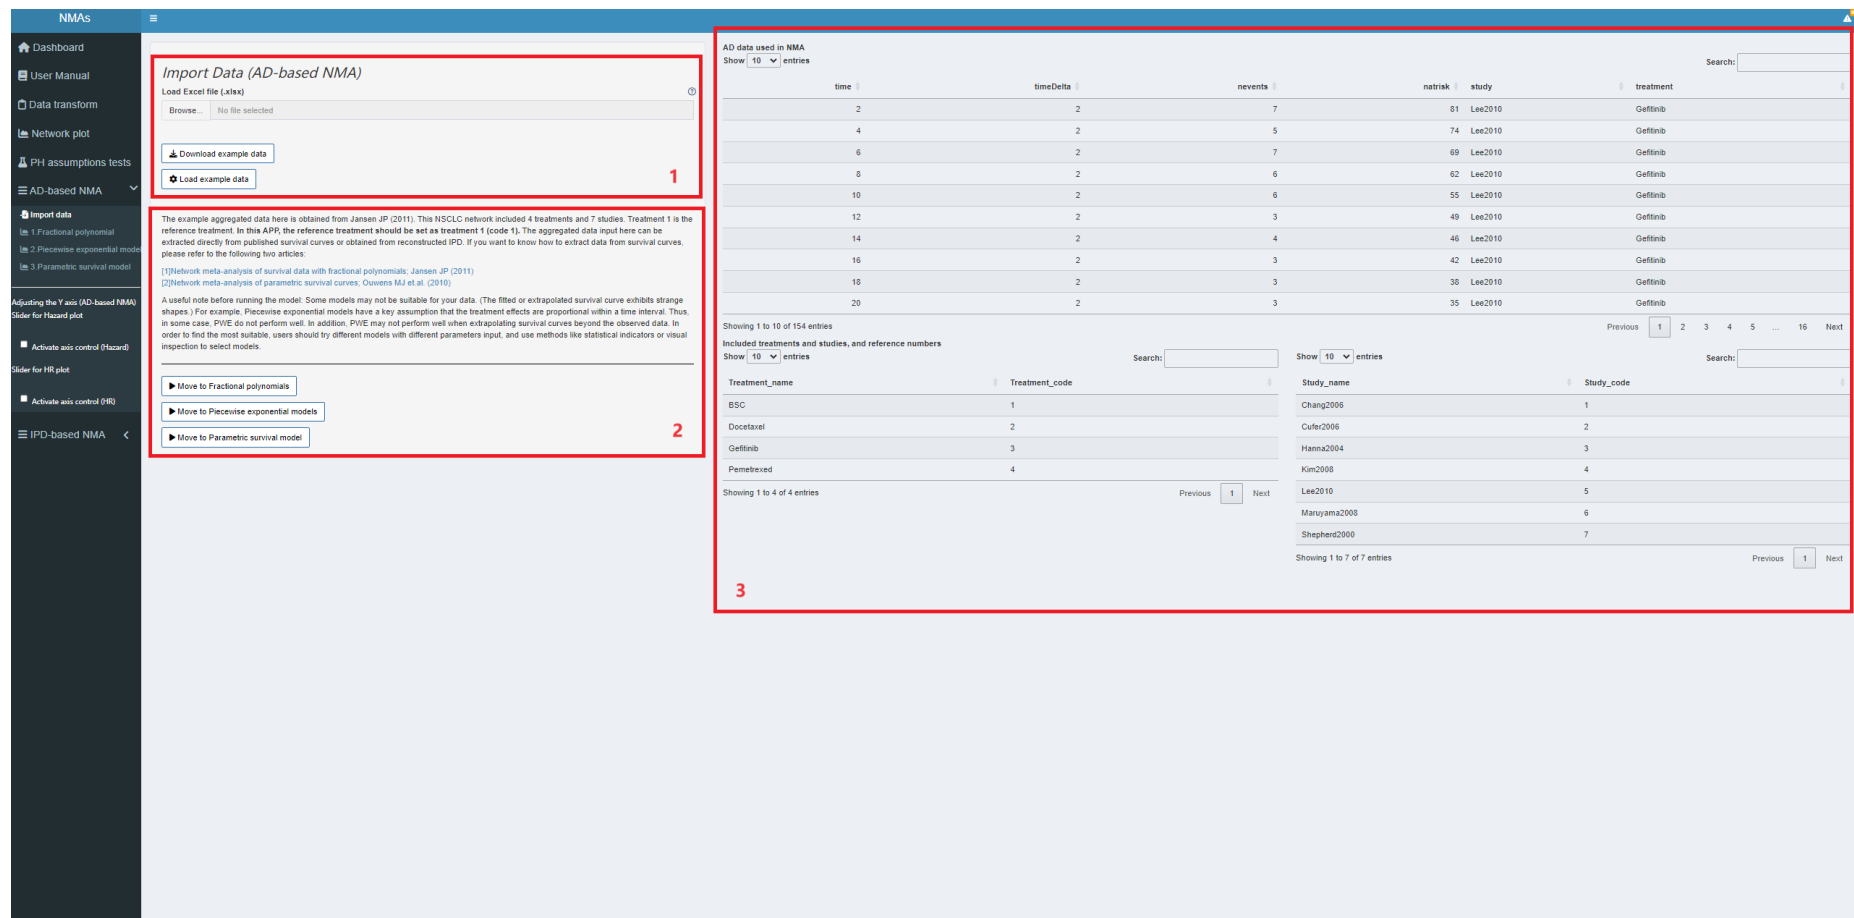 NMAs
Dashboard
User Manual
Data transform
Network plot
PH assumptions tests
AD-based NMA
Import data
1.Fractional polynomial
2.Piecewise exponential model
3.Parametric survival model
Adjusting the Y axis (AD-based NMA)
Slider for Hazard plot
Activate axis control (Hazard)
Slider for HR plot
Activate axis control (HR)
IPD-based NMA
Import Data (AD-based NMA)
Load Excel file (.xlsx)
Browse... No file selected
Download example data
Load example data
1
The example aggregated data here is obtained from Jansen JP (2011). This NSCLC network included 4 treatments and 7 studies. Treatment 1 is the
reference treatment. In this APP, the reference treatment should be set as treatment 1 (code 1). The aggregated data input here can be
extracted directly from published survival curves or obtained from reconstructed IPD. If you want to know how to extract data from survival curves,
please refer to the following two articles:
[1]Network meta-analysis of survival data with fractional polynomials; Jansen JP (2011)
[2]Network meta-analysis of parametric survival curves; Ouwens MJ et al. (2010)
A useful note before running the model: Some models may not be suitable for your data. (The fitted or extrapolated survival curve exhibits strange
shapes.) For example, Piecewise exponential models have a key assumption that the treatment effects are proportional within a time interval. Thus,
in some case, PWE do not perform well. In addition, PWE may not perform well when extrapolating survival curves beyond the observed data. In
order to find the most suitable, users should try different models with different parameters input, and use methods like statistical indicators or visual
inspection to select models.
Move to Fractional polynomials
Move to Piecewise exponential models
Move to Parametric survival model
2
AD data used in NMA
Show 10 entries Search:
time timeDelta nevents natrisk study treatment
2 2 7 81 Lee2010 Gefitinib
4 2 5 74 Lee2010 Gefitinib
6 2 7 69 Lee2010 Gefitinib
8 2 6 62 Lee2010 Gefitinib
10 2 6 55 Lee2010 Gefitinib
12 2 3 49 Lee2010 Gefitinib
14 2 4 46 Lee2010 Gefitinib
16 2 3 42 Lee2010 Gefitinib
18 2 3 38 Lee2010 Gefitinib
20 2 3 35 Lee2010 Gefitinib
Showing 1 to 10 of 154 entries Previous 1 2 3 4 5 ... 16 Next
Included treatments and studies, and reference numbers
Show 10 entries Search:
Treatment_name Treatment_code
BSC 1
Docetaxel 2
Gefitinib 3
Pemetrexed 4
Showing 1 to 4 of 4 entries Previous 1 Next
Show 10 entries Search:
Study_name Study_code
Chang2006 1
Cufer2006 2
Hanna2004 3
Kim2008 4
Lee2010 5
Maruyama2008 6
Shepherd2000 7
Showing 1 to 7 of 7 entries Previous 1 Next
3